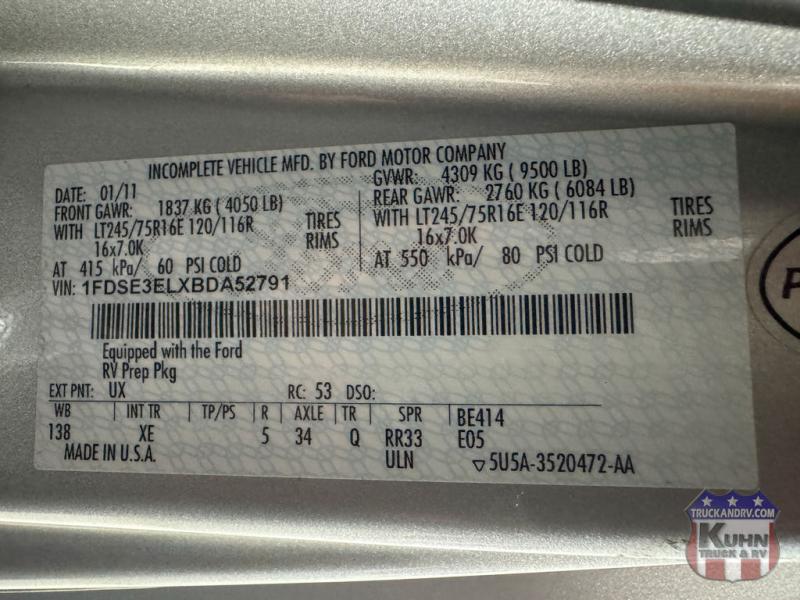 INCOMPLETE VEHICLE MFD. BY FORD MOTOR COMPANY
DATE: 01/11 GVWR: 4309 KG ( 9500 LB)
FRONT GAWR: 1837 KG ( 4050 LB) REAR GAWR: 2760 KG ( 6084 LB)
WITH LT245/75R16E 120/116R TIRES WITH LT245/75R16E 120/116R TIRES
16x7.0K RIMS 16x7.0K RIMS
AT 415 kPa/ 60 PSI COLD AT 550 kPa/ 80 PSI COLD
VIN: 1FDSE3ELXBDA52791
Equipped with the Ford
RV Prep Pkg
EXT PNT: UX RC: 53 DSO:
WB INT TR TP/PS R AXLE TR SPR BE414
138 XE 5 34 Q RR33 E05
MADE IN U.S.A. ULN ▽5U5A-3520472-AA
P
TRUCKANDRV.COM
KUHN
TRUCK & RV